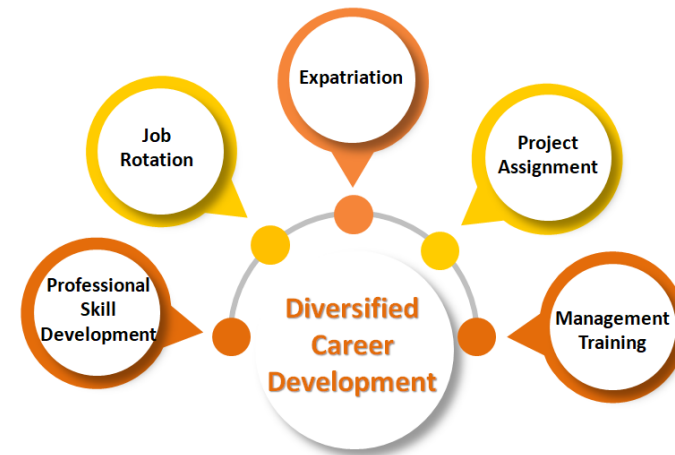 Expatriation
Job
Rotation
Project
Assignment
Professional
Skill
Development
Management
Training
Diversified
Career
Development